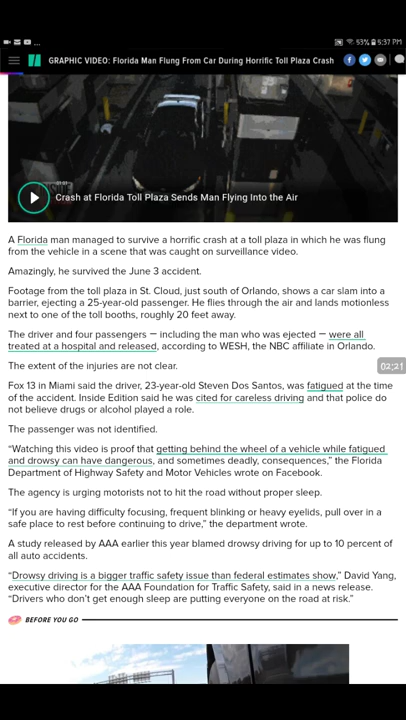 ... 53% 5:37 PM
GRAPHIC VIDEO: Florida Man Flung From Car During Horrific Toll Plaza Crash
01:03
Crash at Florida Toll Plaza Sends Man Flying Into the Air
A Florida man managed to survive a horrific crash at a toll plaza in which he was flung
from the vehicle in a scene that was caught on surveillance video.
Amazingly, he survived the June 3 accident.
Footage from the toll plaza in St. Cloud, just south of Orlando, shows a car slam into a
barrier, ejecting a 25-year-old passenger. He flies through the air and lands motionless
next to one of the toll booths, roughly 20 feet away.
The driver and four passengers — including the man who was ejected — were all
treated at a hospital and released, according to WESH, the NBC affiliate in Orlando.
The extent of the injuries are not clear.
02:21
Fox 13 in Miami said the driver, 23-year-old Steven Dos Santos, was fatigued at the time
of the accident. Inside Edition said he was cited for careless driving and that police do
not believe drugs or alcohol played a role.
The passenger was not identified.
“Watching this video is proof that getting behind the wheel of a vehicle while fatigued
and drowsy can have dangerous, and sometimes deadly, consequences,” the Florida
Department of Highway Safety and Motor Vehicles wrote on Facebook.
The agency is urging motorists not to hit the road without proper sleep.
“If you are having difficulty focusing, frequent blinking or heavy eyelids, pull over in a
safe place to rest before continuing to drive,” the department wrote.
A study released by AAA earlier this year blamed drowsy driving for up to 10 percent of
all auto accidents.
“Drowsy driving is a bigger traffic safety issue than federal estimates show,” David Yang,
executive director for the AAA Foundation for Traffic Safety, said in a news release.
“Drivers who don’t get enough sleep are putting everyone on the road at risk.”
BEFORE YOU GO